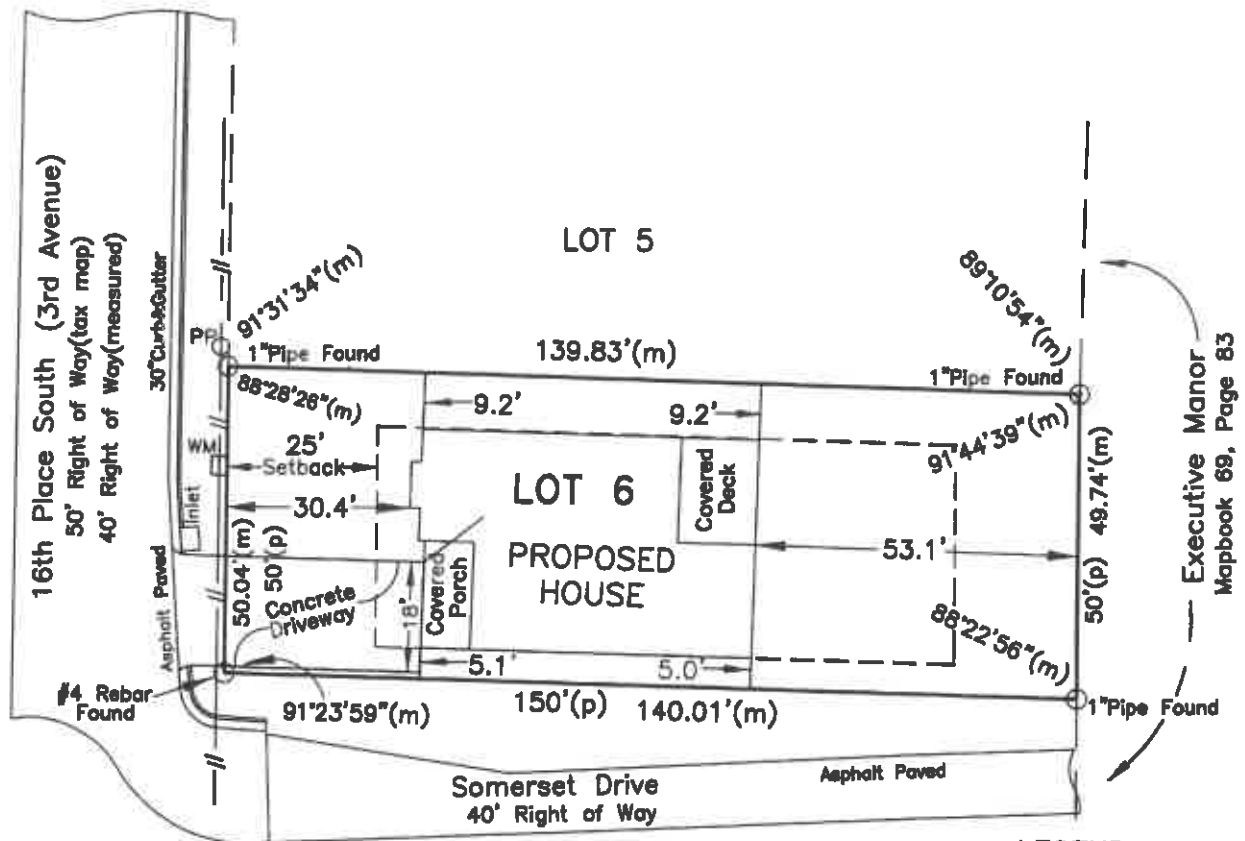 16th Place South (3rd Avenue)
50' Right of Way(tax map)
40' Right of Way(measured)
30"Curb&Gutter
Asphalt Paved
PP
WM
Inlet
LOT 5
91°31'34"(m)
1"Pipe Found
88°28'26"(m)
139.83'(m)
89°10'54"(m)
1"Pipe Found
91°44'39"(m)
9.2'
9.2'
25'
Setback
30.4'
LOT 6
PROPOSED
HOUSE
Covered
Deck
Covered
Porch
53.1'
50.04'(m)
50'(p)
Concrete
Driveway
18'
49.74'(m)
50'(p)
88°22'56"(m)
5.1'
5.0'
#4 Rebar
Found
91°23'59"(m)
150'(p)
140.01'(m)
1"Pipe Found
Executive Manor
Mapbook 69, Page 83
Somerset Drive
40' Right of Way
Asphalt Paved